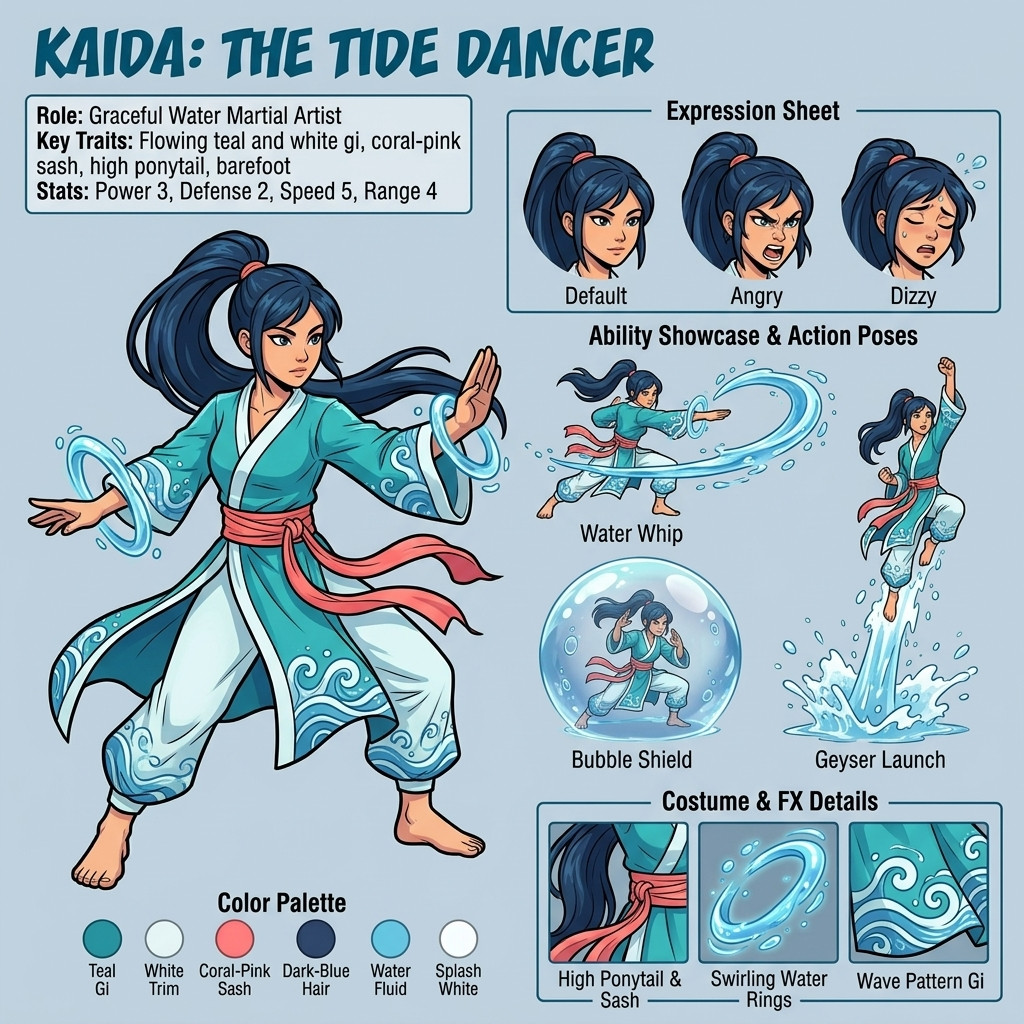 KAIDA: THE TIDE DANCER
Role: Graceful Water Martial Artist
Key Traits: Flowing teal and white gi, coral-pink
sash, high ponytail, barefoot
Stats: Power 3, Defense 2, Speed 5, Range 4
Expression Sheet
Default
Angry
Dizzy
Ability Showcase & Action Poses
Water Whip
Bubble Shield
Geyser Launch
Costume & FX Details
High Ponytail &
Sash
Swirling Water
Rings
Wave Pattern Gi
Color Palette
Teal
Gi
White
Trim
Coral-Pink
Sash
Dark-Blue
Hair
Water
Fluid
Splash
White